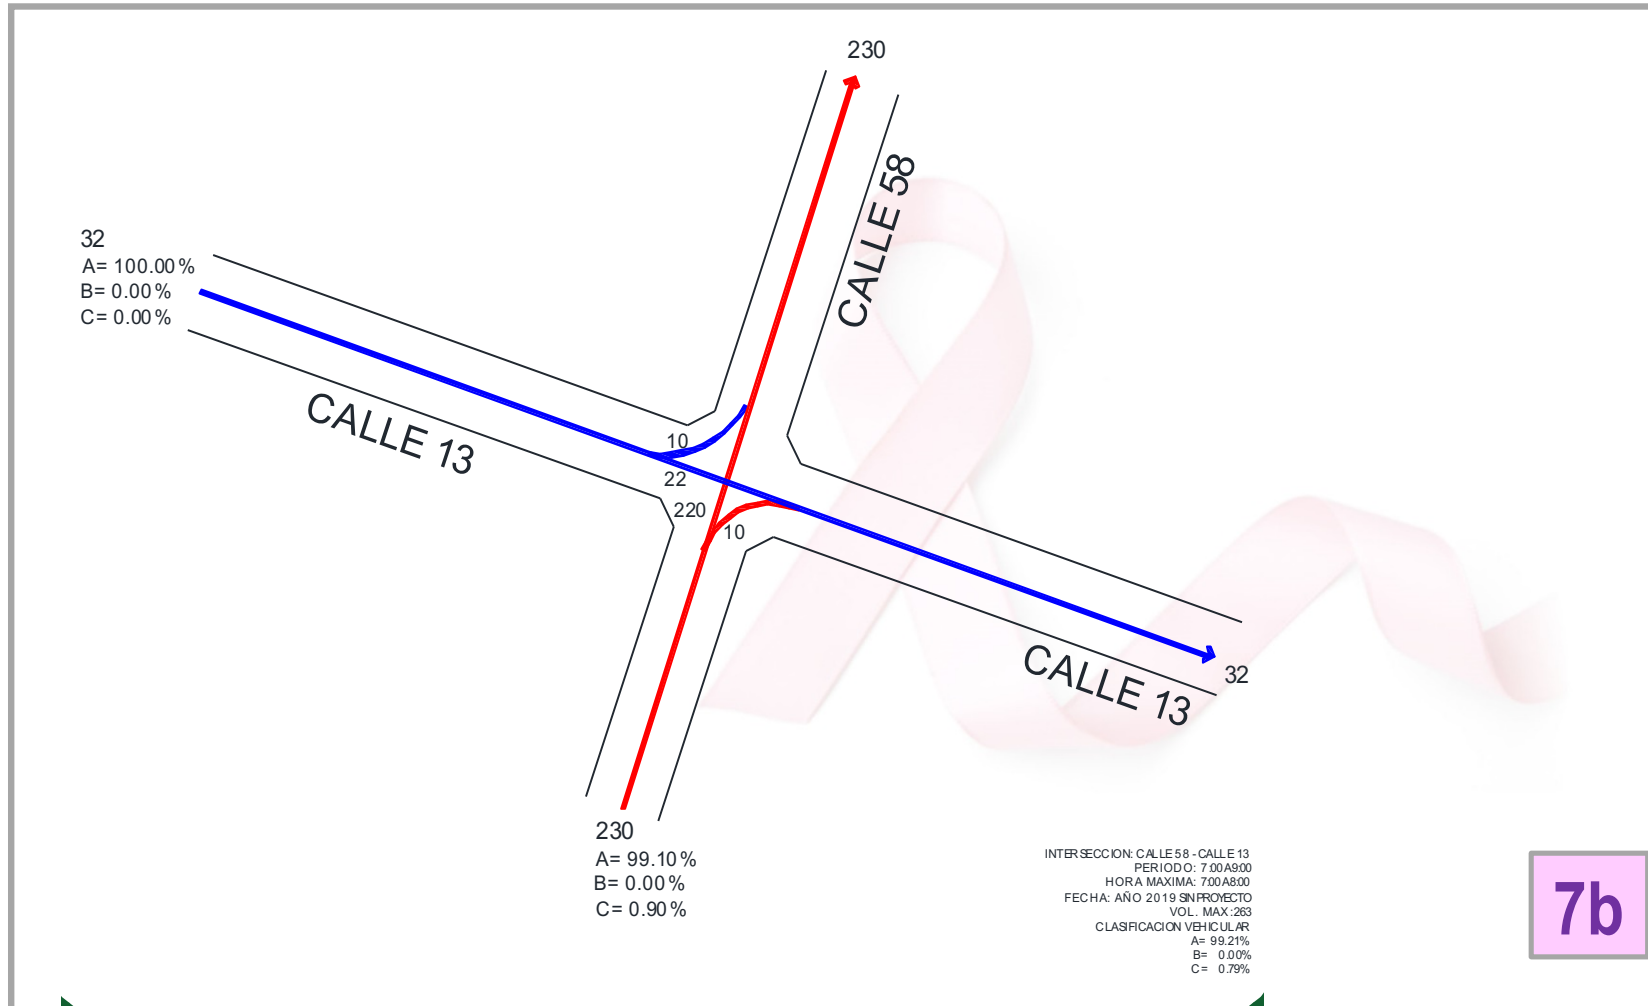 230
CALLE 58
32
A= 100.00%
B= 0.00%
C= 0.00%
CALLE 13
10
22
220
10
CALLE 13
32
230
A= 99.10%
B= 0.00%
C= 0.90%
INTERSECCION: CALLE 58 - CALLE 13
PERIODO: 7:00 A 9:00
HORA MAXIMA: 7:00 A 8:00
FECHA: AÑO 2019 SIN PROYECTO
VOL. MAX.:263
CLASIFICACION VEHICULAR
A= 99.21%
B= 0.00%
C= 0.79%
7b